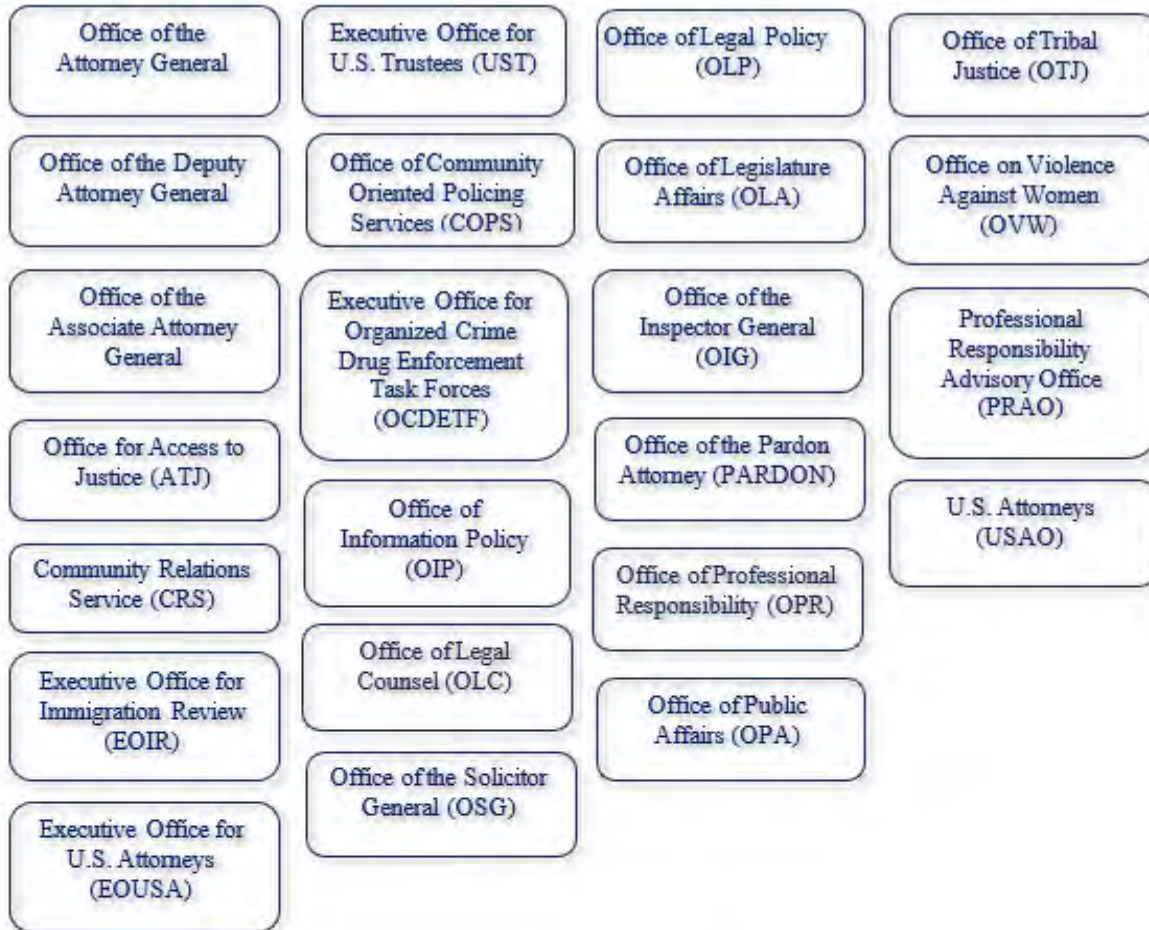 Office of the
Attorney General
Office of the Deputy
Attorney General
Office of the
Associate Attorney
General
Office for Access to
Justice (ATJ)
Community Relations
Service (CRS)
Executive Office for
Immigration Review
(EOIR)
Executive Office for
U.S. Attorneys
(EOUSA)
Executive Office for
U.S. Trustees (UST)
Office of Community
Oriented Policing
Services (COPS)
Executive Office for
Organized Crime
Drug Enforcement
Task Forces
(OCDETF)
Office of
Information Policy
(OIP)
Office of Legal
Counsel (OLC)
Office of the Solicitor
General (OSG)
Office of Legal Policy
(OLP)
Office of Legislature
Affairs (OLA)
Office of the
Inspector General
(OIG)
Office of the Pardon
Attorney (PARDON)
Office of Professional
Responsibility (OPR)
Office of Public
Affairs (OPA)
Office of Tribal
Justice (OTJ)
Office on Violence
Against Women
(OVW)
Professional
Responsibility
Advisory Office
(PRAO)
U.S. Attorneys
(USAO)